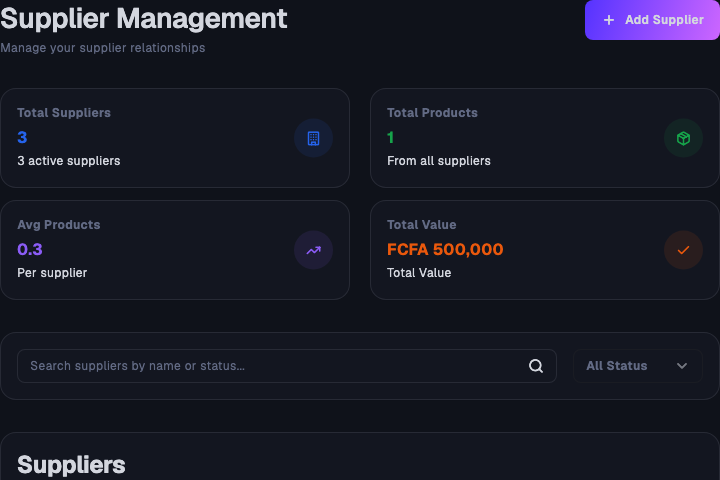 Supplier Management
Add Supplier
Manage your supplier relationships
Total Suppliers
3
3 active suppliers
Total Products
1
From all suppliers
Avg Products
0.3
Per supplier
Total Value
FCFA 500,000
Total Value
Search suppliers by name or status...
All Status
Suppliers